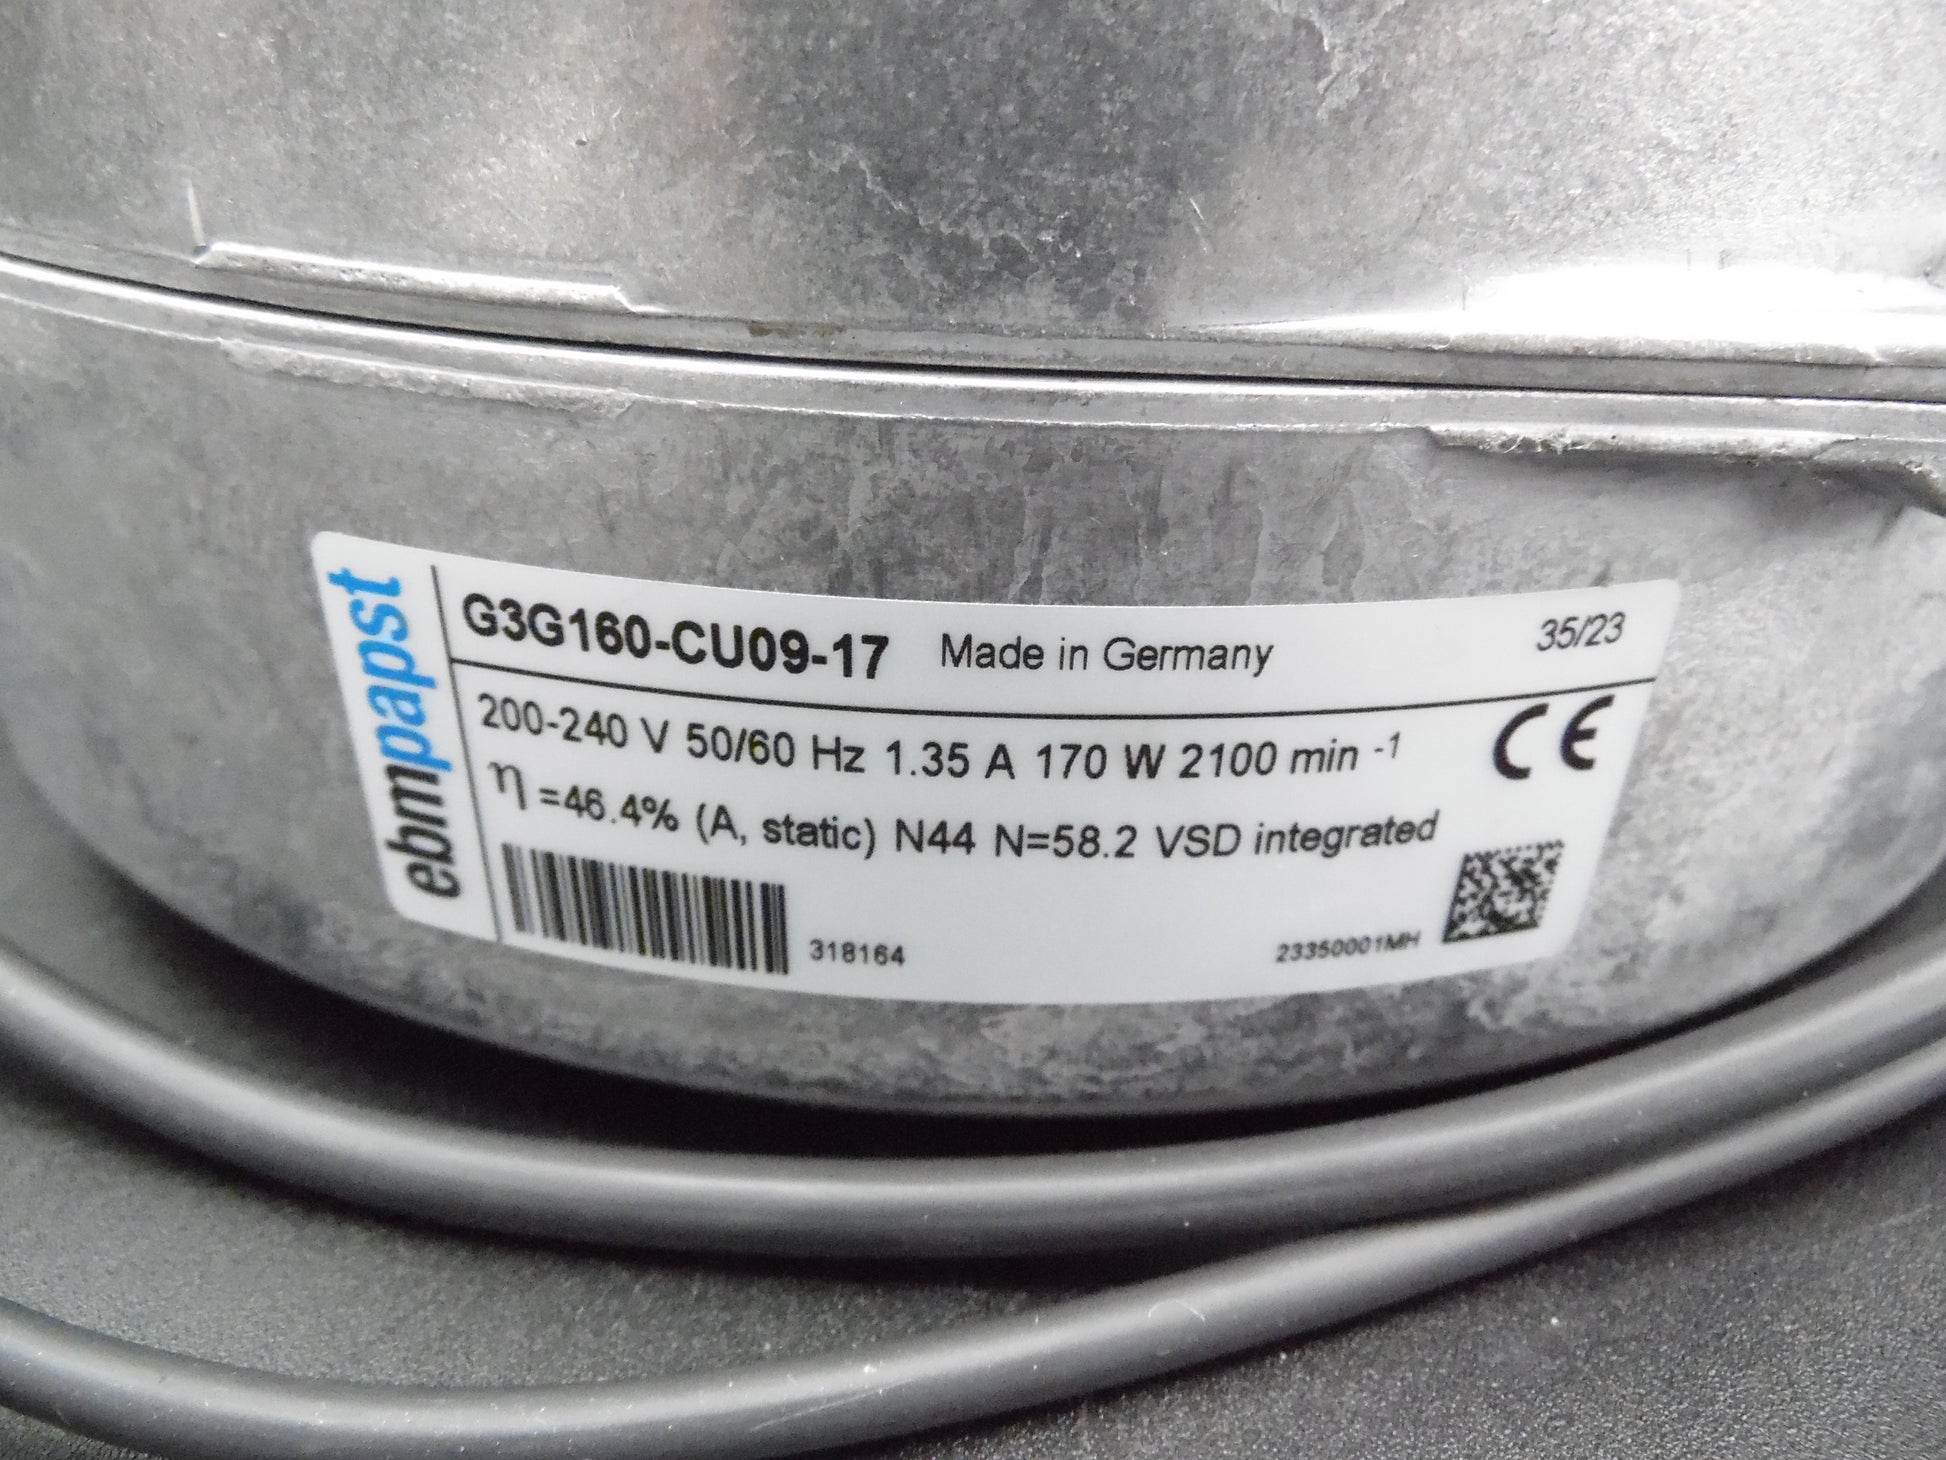 ebmpapst
G3G160-CU09-17 Made in Germany 35/23
200-240 V 50/60 Hz 1.35 A 170 W 2100 min -1
η =46.4% (A, static) N44 N=58.2 VSD integrated
CE
318164
23350001MH